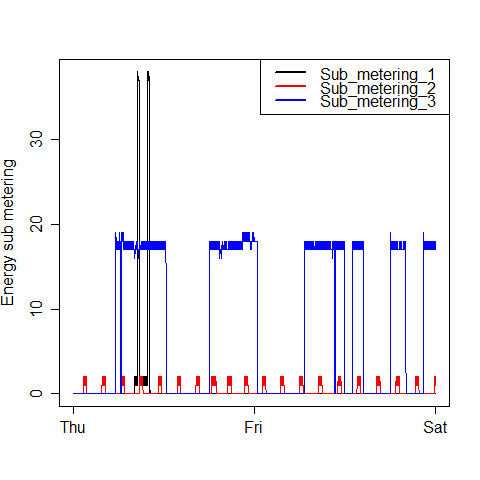 Sub_metering_1
Sub_metering_2
Sub_metering_3
Energy sub metering
30
20
10
0
Thu
Fri
Sat